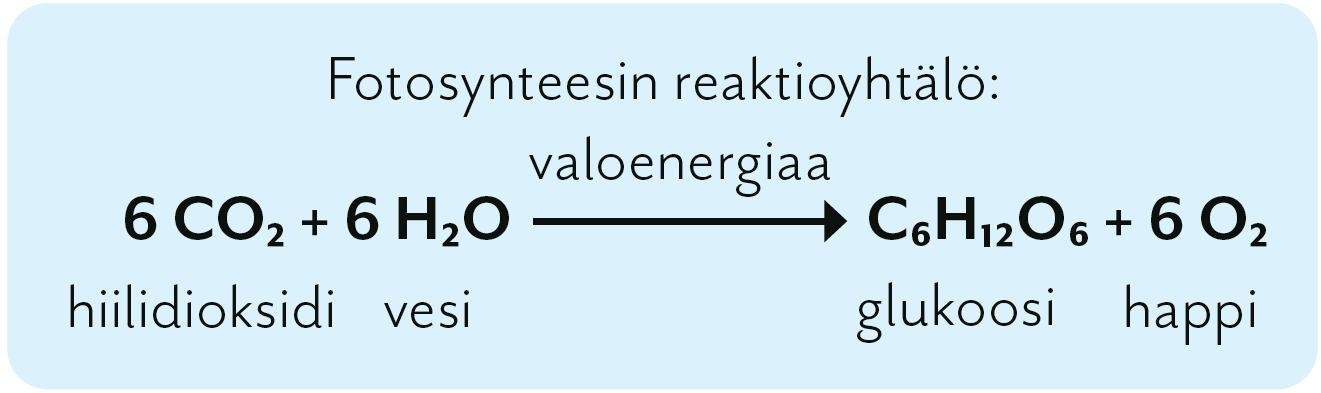 Fotosynteesin reaktioyhtälö:
valoenergiaa
6 CO₂ + 6 H₂O → C₆H₁₂O₆ + 6 O₂
hiilidioksidi vesi glukoosi happi